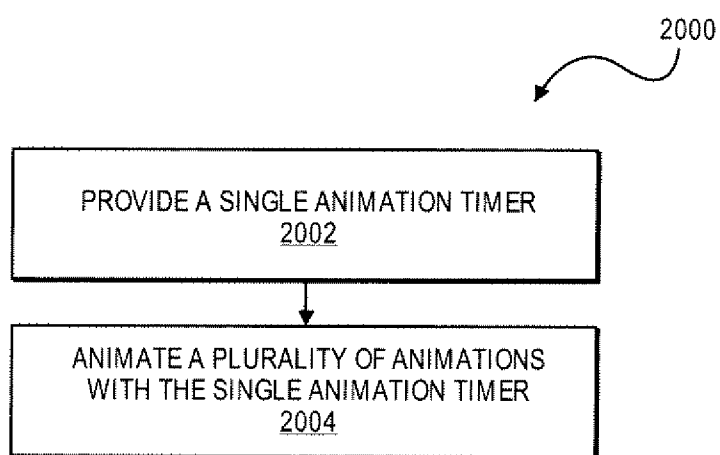 2000
PROVIDE A SINGLE ANIMATION TIMER
2002
ANIMATE A PLURALITY OF ANIMATIONS
WITH THE SINGLE ANIMATION TIMER
2004